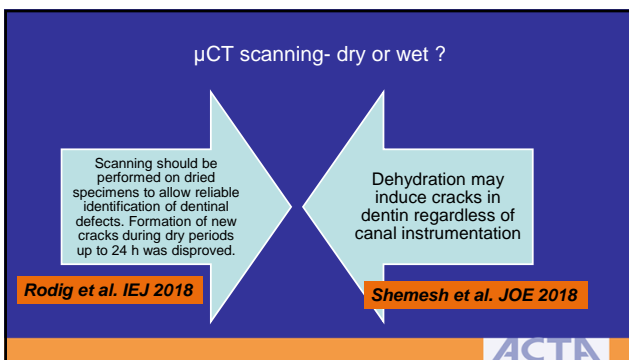 µCT scanning- dry or wet ?
Scanning should be
performed on dried
specimens to allow reliable
identification of dentinal
defects. Formation of new
cracks during dry periods
up to 24 h was disproved.
Rodig et al. IEJ 2018
Dehydration may
induce cracks in
dentin regardless of
canal instrumentation
Shemesh et al. JOE 2018
ACTA